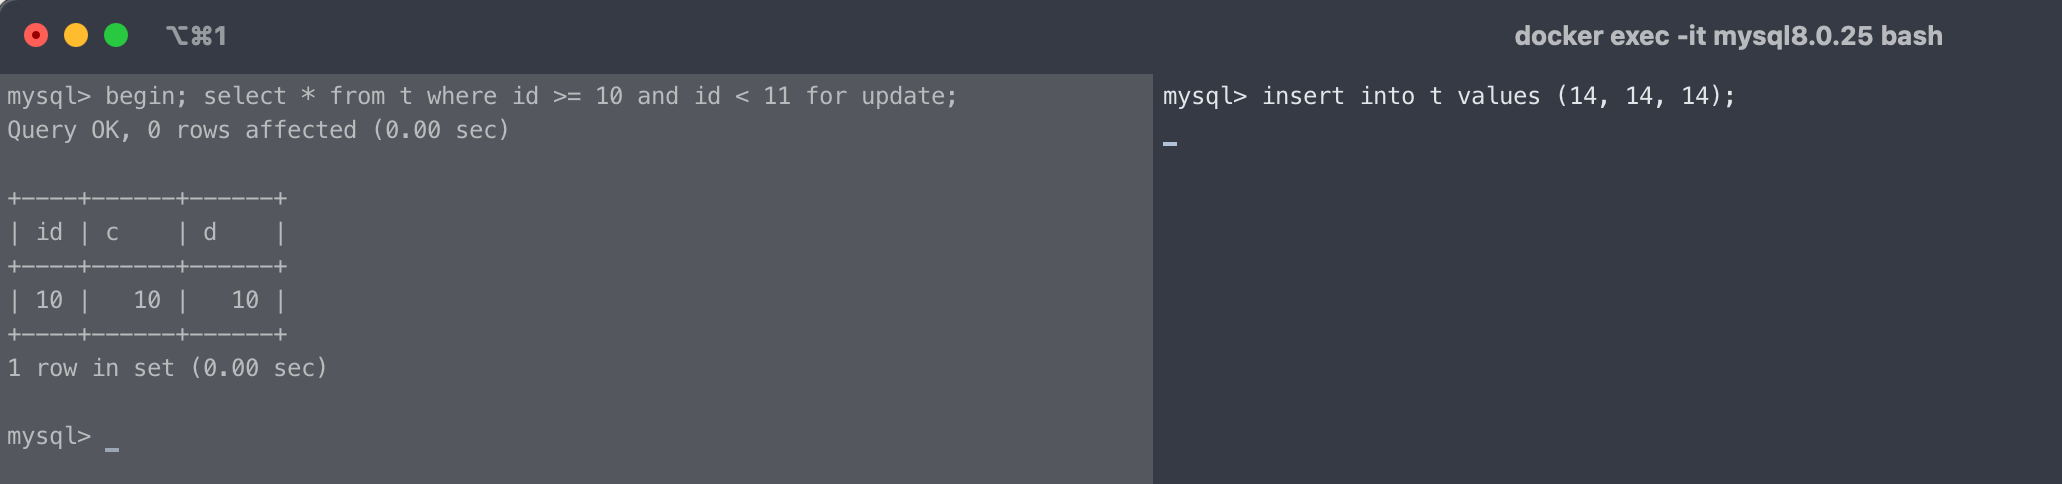 ⌥⌘1
docker exec -it mysql8.0.25 bash
mysql> begin; select * from t where id >= 10 and id < 11 for update;
Query OK, 0 rows affected (0.00 sec)
+----+------+------+
| id | c    | d    |
+----+------+------+
| 10 |   10 |   10 |
+----+------+------+
1 row in set (0.00 sec)
mysql> _
mysql> insert into t values (14, 14, 14);
_